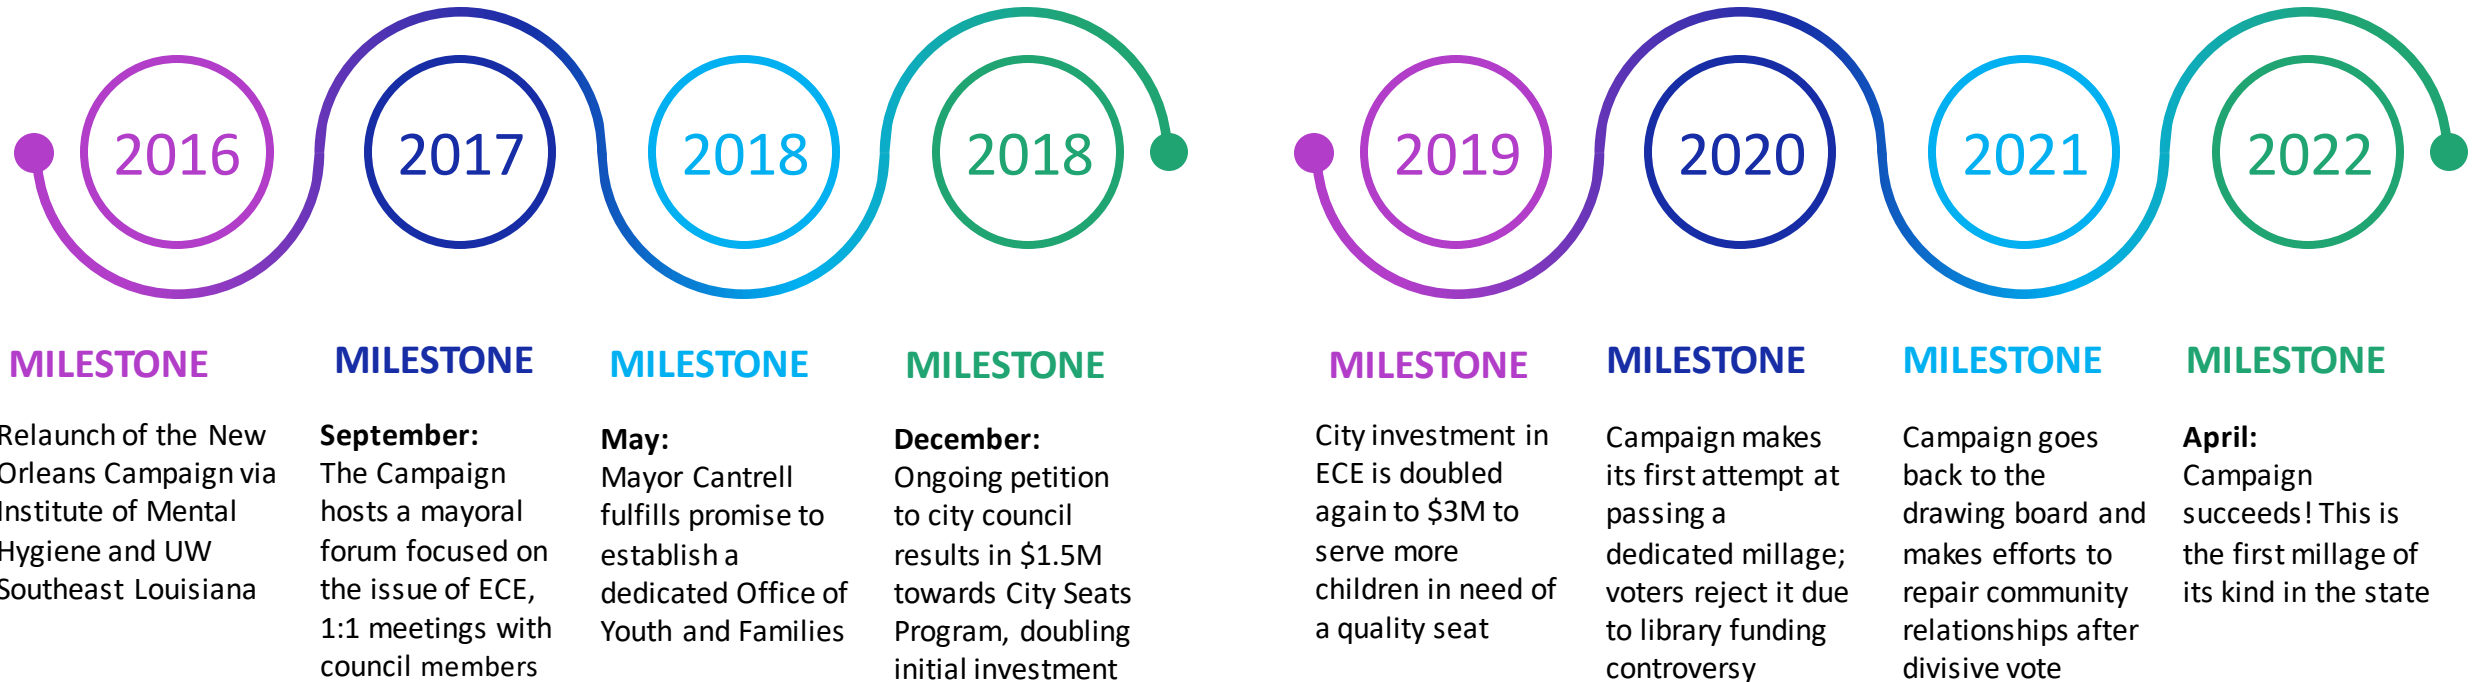 2016
2017
2018
2018
2019
2020
2021
2022
MILESTONE
Relaunch of the New
Orleans Campaign via
Institute of Mental
Hygiene and UW
Southeast Louisiana
MILESTONE
September:
The Campaign
hosts a mayoral
forum focused on
the issue of ECE,
1:1 meetings with
council members
MILESTONE
May:
Mayor Cantrell
fulfills promise to
establish a
dedicated Office of
Youth and Families
MILESTONE
December:
Ongoing petition
to city council
results in $1.5M
towards City Seats
Program, doubling
initial investment
MILESTONE
City investment in
ECE is doubled
again to $3M to
serve more
children in need of
a quality seat
MILESTONE
Campaign makes
its first attempt at
passing a
dedicated millage;
voters reject it due
to library funding
controversy
MILESTONE
Campaign goes
back to the
drawing board and
makes efforts to
repair community
relationships after
divisive vote
MILESTONE
April:
Campaign
succeeds! This is
the first millage of
its kind in the state